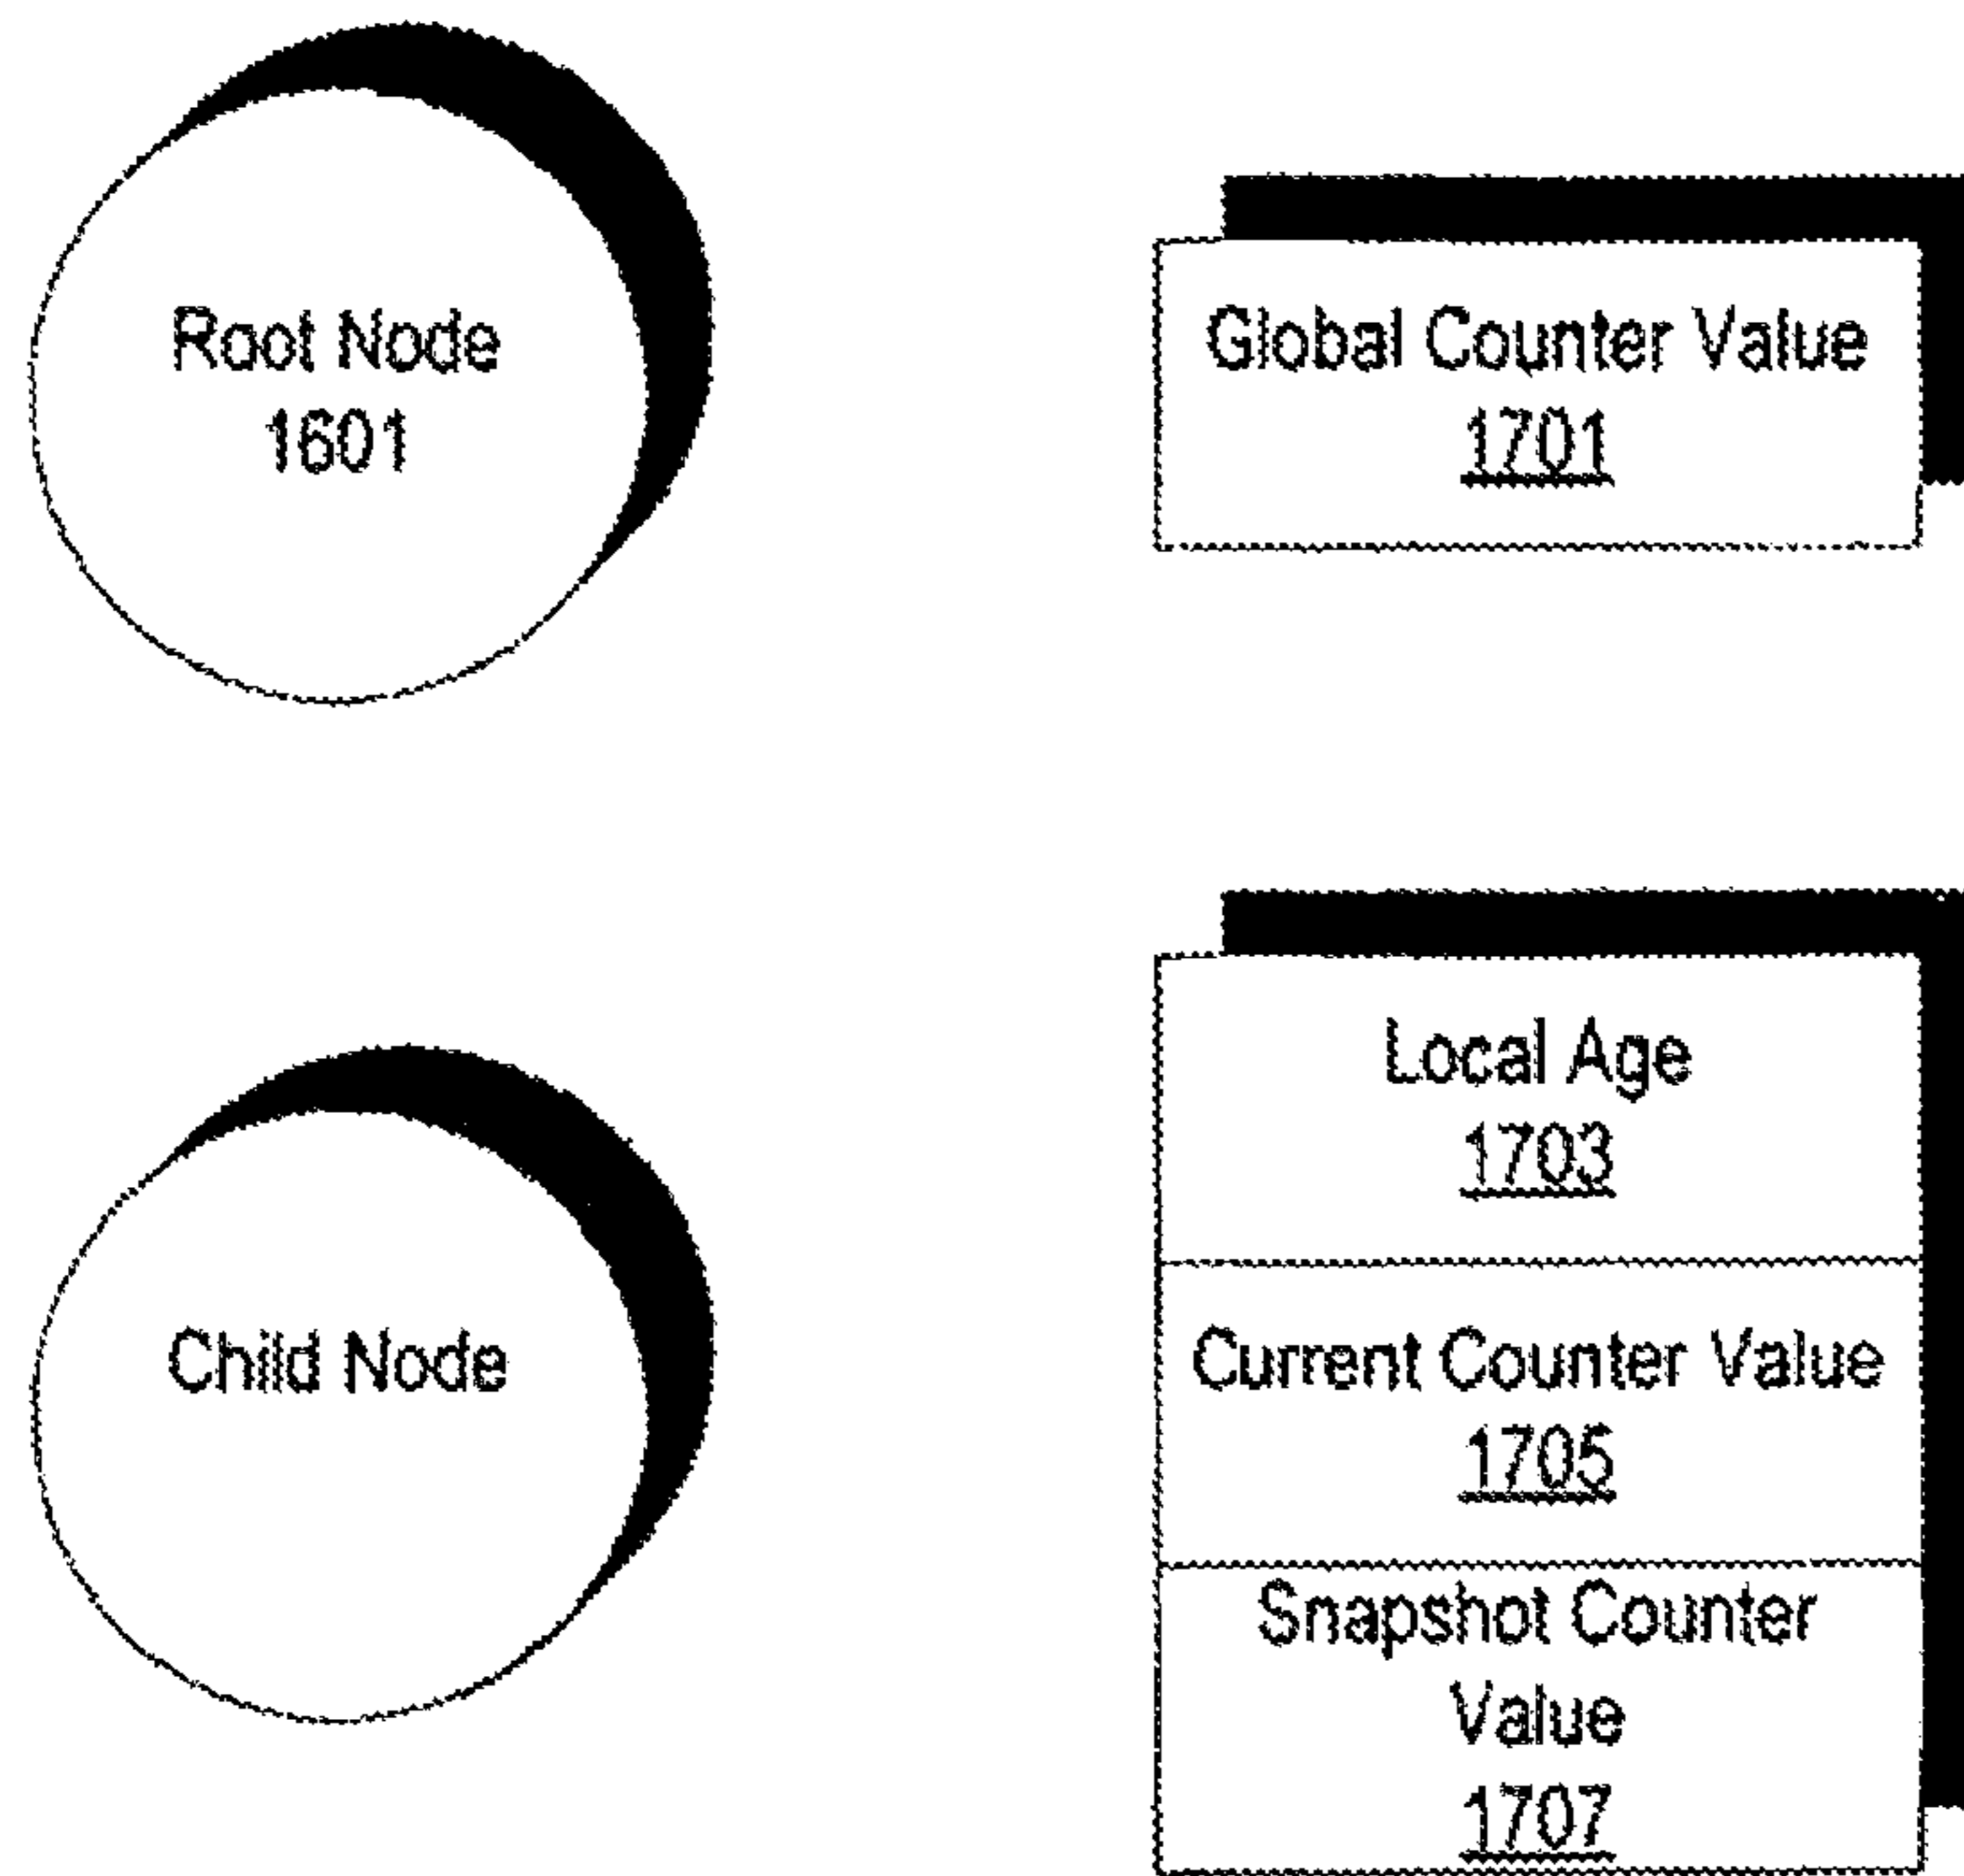 Root Node
1601
Global Counter Value
1701
Child Node
Local Age
1703
Current Counter Value
1705
Snapshot Counter
Value
1707